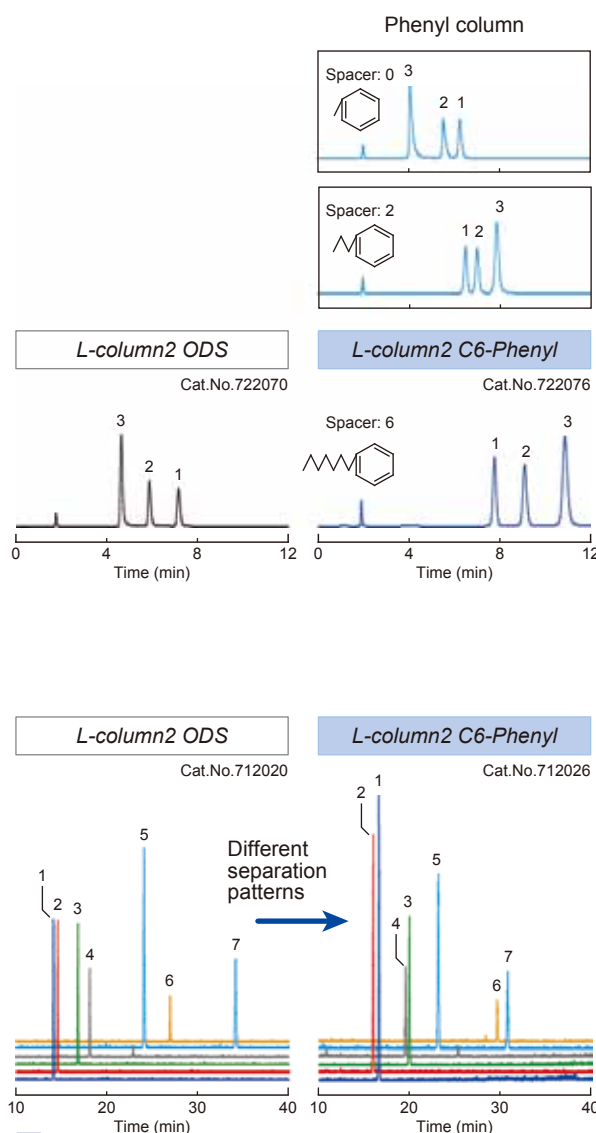 Phenyl column
Spacer: 0
3
2 1
Spacer: 2
1 2 3
L-column2 ODS
Cat.No.722070
3
2
1
0 4 8 12
Time (min)
L-column2 C6-Phenyl
Cat.No.722076
Spacer: 6
1 2 3
0 4 8 12
Time (min)
L-column2 ODS
Cat.No.712020
1 2 3 4 5 6 7
10 20 30 40
Time (min)
Different
separation
patterns
L-column2 C6-Phenyl
Cat.No.712026
2 1 4 3 5 6 7
10 20 30 40
Time (min)